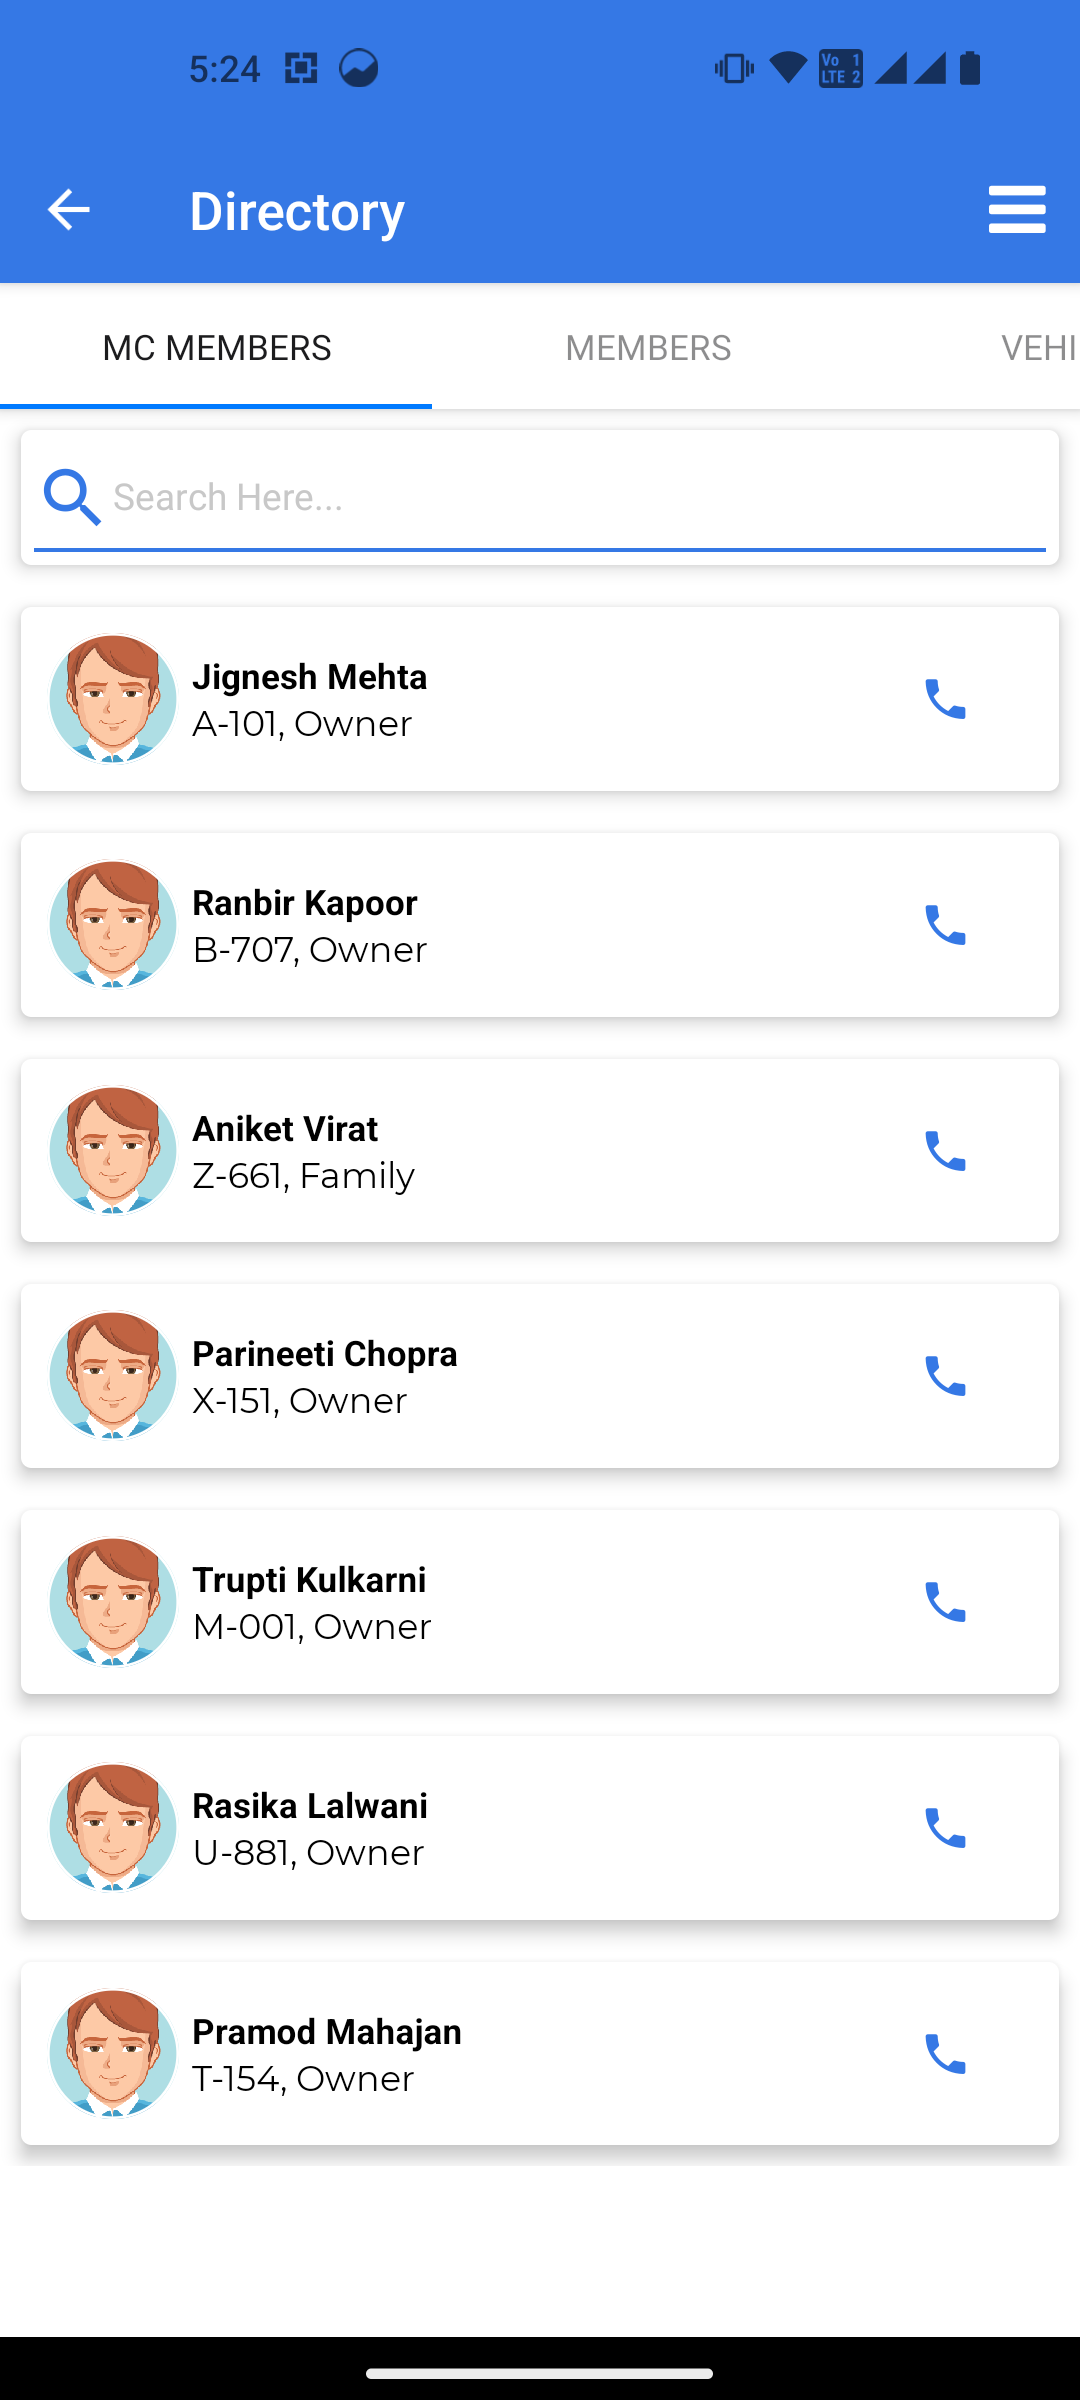 5:24
Vo 1
LTE 2
Directory
MC MEMBERS
MEMBERS
VEHI
Search Here...
Jignesh Mehta
A-101, Owner
Ranbir Kapoor
B-707, Owner
Aniket Virat
Z-661, Family
Parineeti Chopra
X-151, Owner
Trupti Kulkarni
M-001, Owner
Rasika Lalwani
U-881, Owner
Pramod Mahajan
T-154, Owner